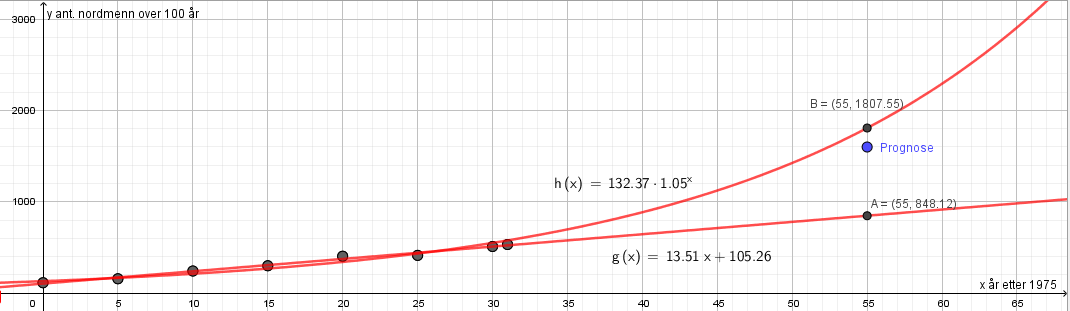 y ant. nordmenn over 100 år
3000
2000
1000
B = (55, 1807.55)
Prognose
h(x) = 132.37 · 1.05^x
A = (55, 848.12)
g(x) = 13.51 x + 105.26
x år etter 1975
0 5 10 15 20 25 30 35 40 45 50 55 60 65